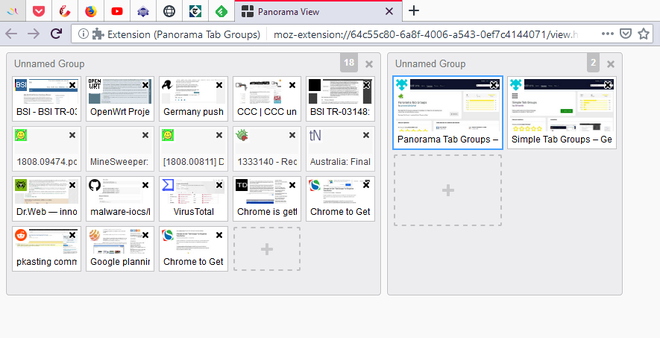 Panorama View
Extension (Panorama Tab Groups)
moz-extension://64c55c80-6a8f-4006-a543-0ef7c4144071/view.h
Unnamed Group
18
BSI - BSI TR-03
OpenWrt Proje
Germany push
CCC | CCC un
BSI TR-03148:
1808.09474.pc
MineSweeper:
[1808.00811] D
1333140 - Rec
Australia: Final
Dr.Web — inno
malware-iocs/l
VirusTotal
Chrome is gett
Chrome to Get
pkasting comm
Google plannin
Chrome to Get
Unnamed Group
2
Panorama Tab Groups –
Simple Tab Groups – Ge